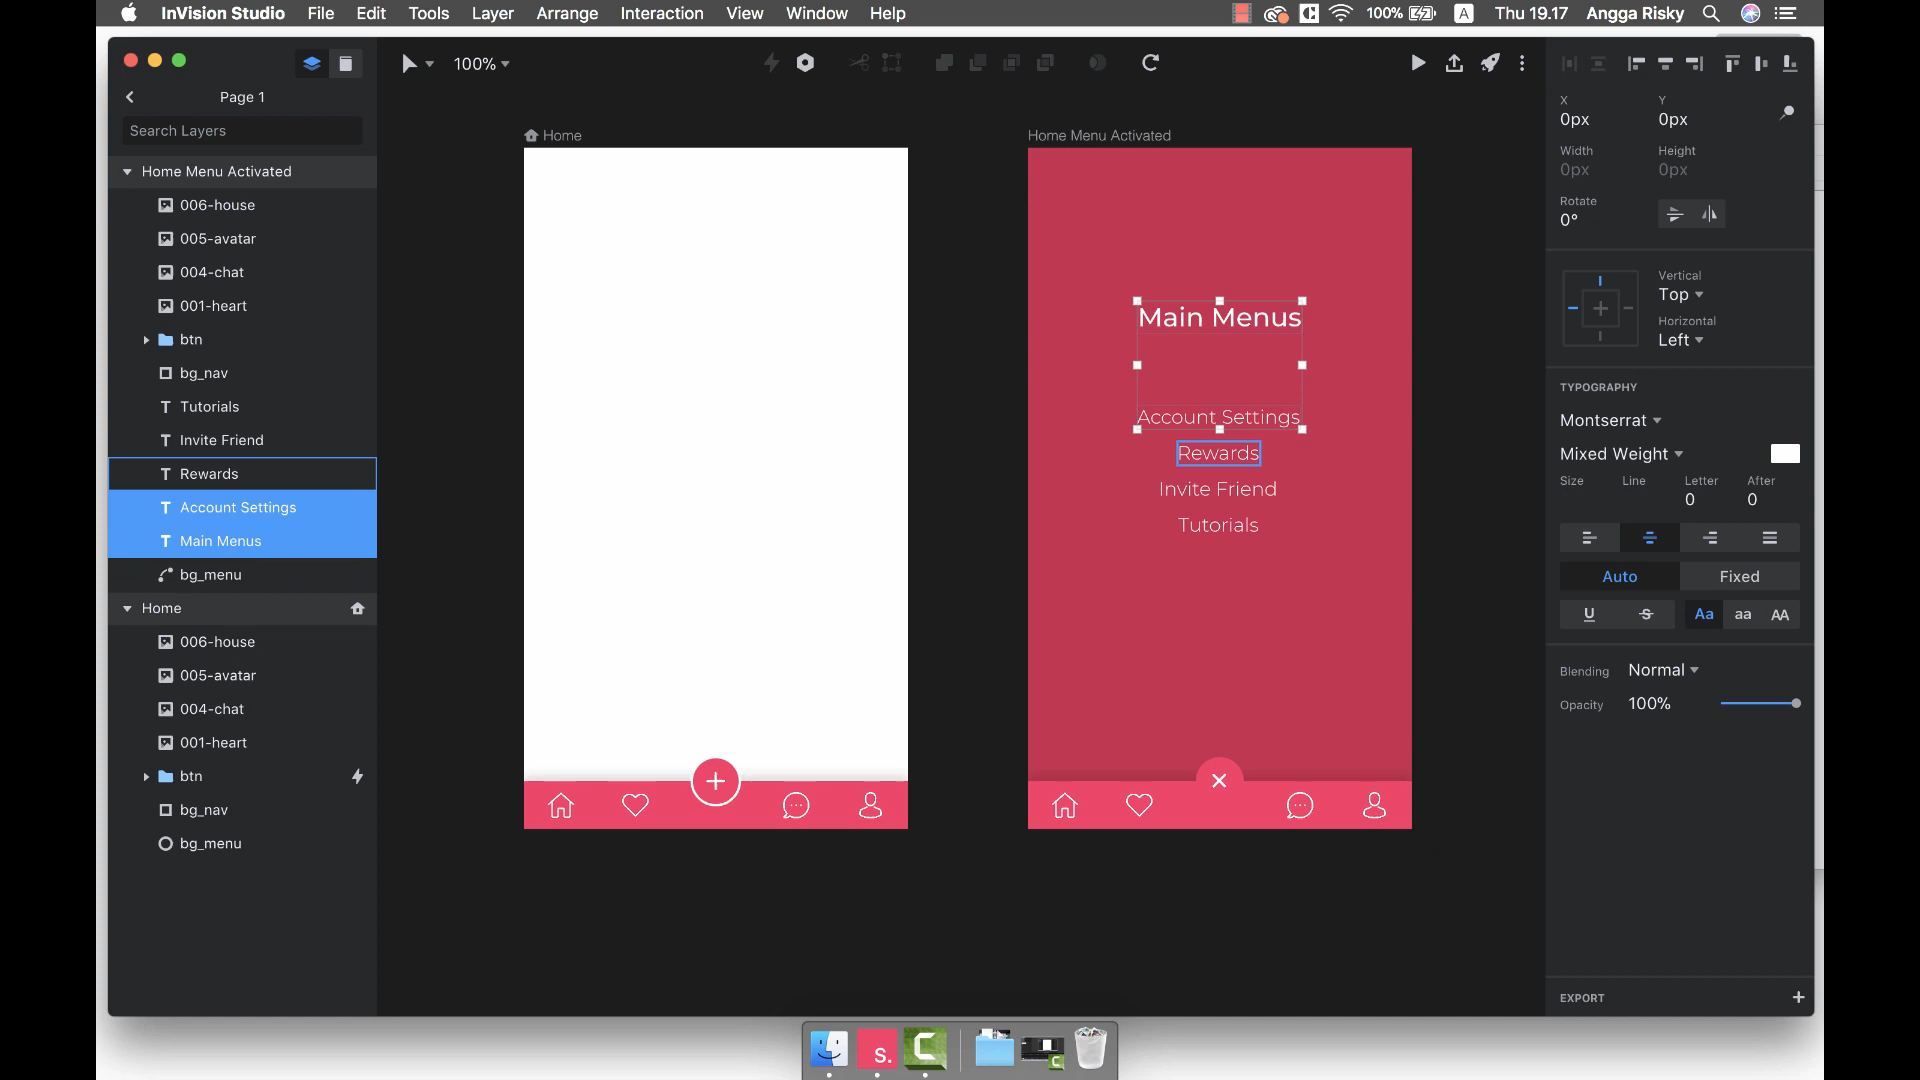 InVision Studio File Edit Tools Layer Arrange Interaction View Window Help 100% A Thu 19.17 Angga Risky
100%
Page 1
Search Layers
Home Menu Activated
006-house
005-avatar
004-chat
001-heart
btn
bg_nav
T Tutorials
T Invite Friend
T Rewards
T Account Settings
T Main Menus
bg_menu
Home
006-house
005-avatar
004-chat
001-heart
btn
bg_nav
bg_menu
Home
Home Menu Activated
Main Menus
Account Settings
Rewards
Invite Friend
Tutorials
X Y
0px 0px
Width Height
0px 0px
Rotate
0°
Vertical
Top
Horizontal
Left
TYPOGRAPHY
Montserrat
Mixed Weight
Size Line Letter After
0 0
Auto Fixed
U S Aa aa AA
Blending Normal
Opacity 100%
EXPORT +
s.
C
C